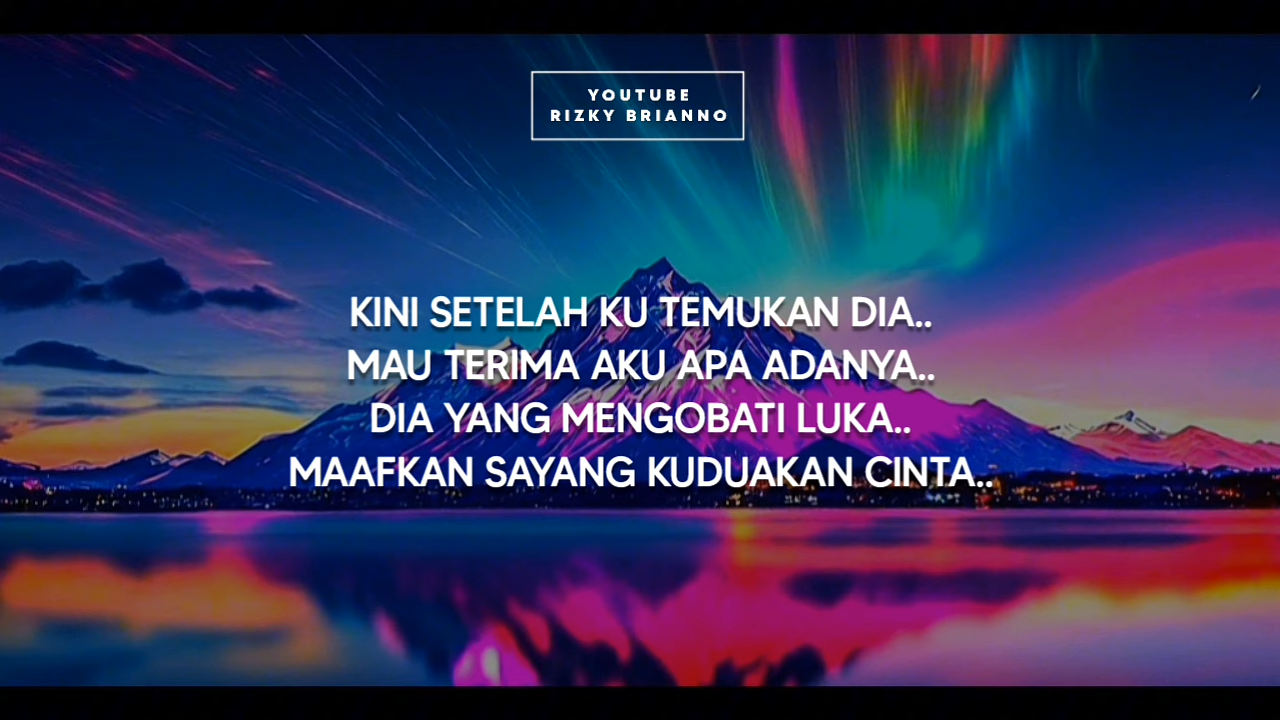 YOUTUBE
RIZKY BRIANNO
KINI SETELAH KU TEMUKAN DIA..
MAU TERIMA AKU APA ADANYA..
DIA YANG MENGOBATI LUKA..
MAAFKAN SAYANG KUDUAKAN CINTA..